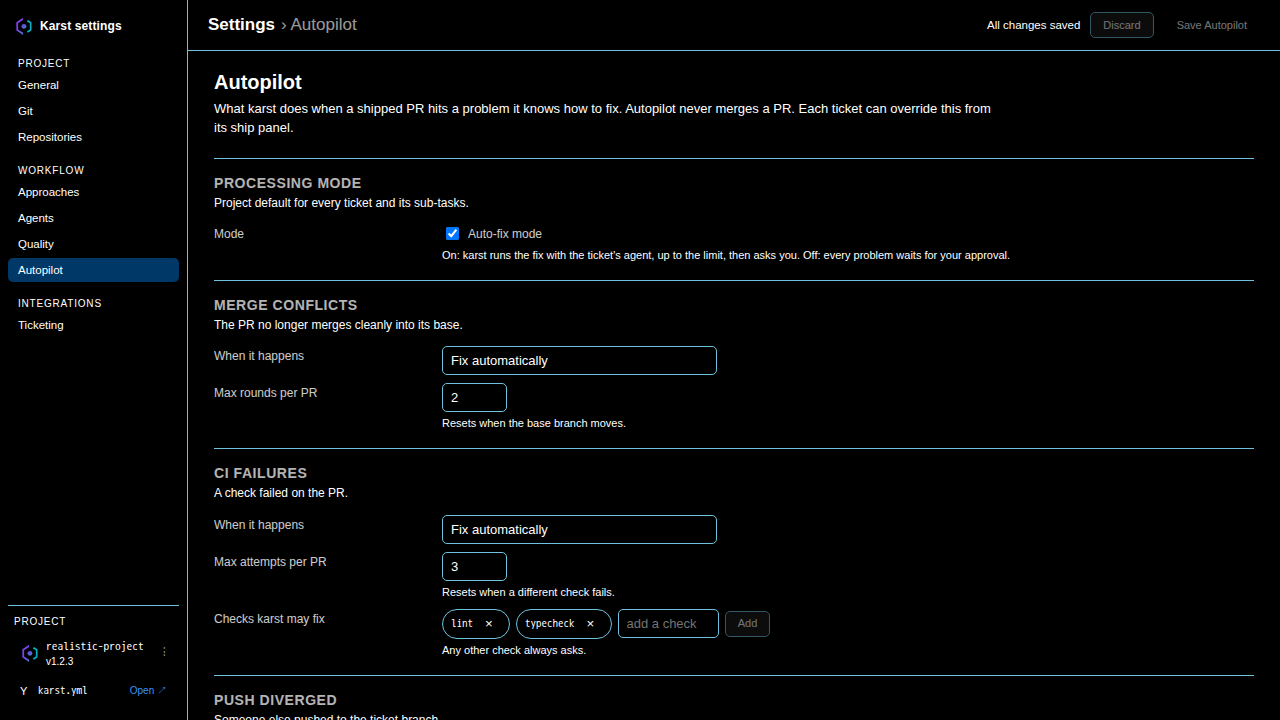 Karst settings
PROJECT
General
Git
Repositories
WORKFLOW
Approaches
Agents
Quality
Autopilot
INTEGRATIONS
Ticketing
PROJECT
realistic-project
v1.2.3
Y karst.yml Open ↗
Settings › Autopilot
All changes saved Discard Save Autopilot
Autopilot
What karst does when a shipped PR hits a problem it knows how to fix. Autopilot never merges a PR. Each ticket can override this from
its ship panel.
PROCESSING MODE
Project default for every ticket and its sub-tasks.
Mode Auto-fix mode
On: karst runs the fix with the ticket's agent, up to the limit, then asks you. Off: every problem waits for your approval.
MERGE CONFLICTS
The PR no longer merges cleanly into its base.
When it happens Fix automatically
Max rounds per PR 2
Resets when the base branch moves.
CI FAILURES
A check failed on the PR.
When it happens Fix automatically
Max attempts per PR 3
Resets when a different check fails.
Checks karst may fix lint × typecheck × add a check Add
Any other check always asks.
PUSH DIVERGED
Someone else pushed to the ticket branch.